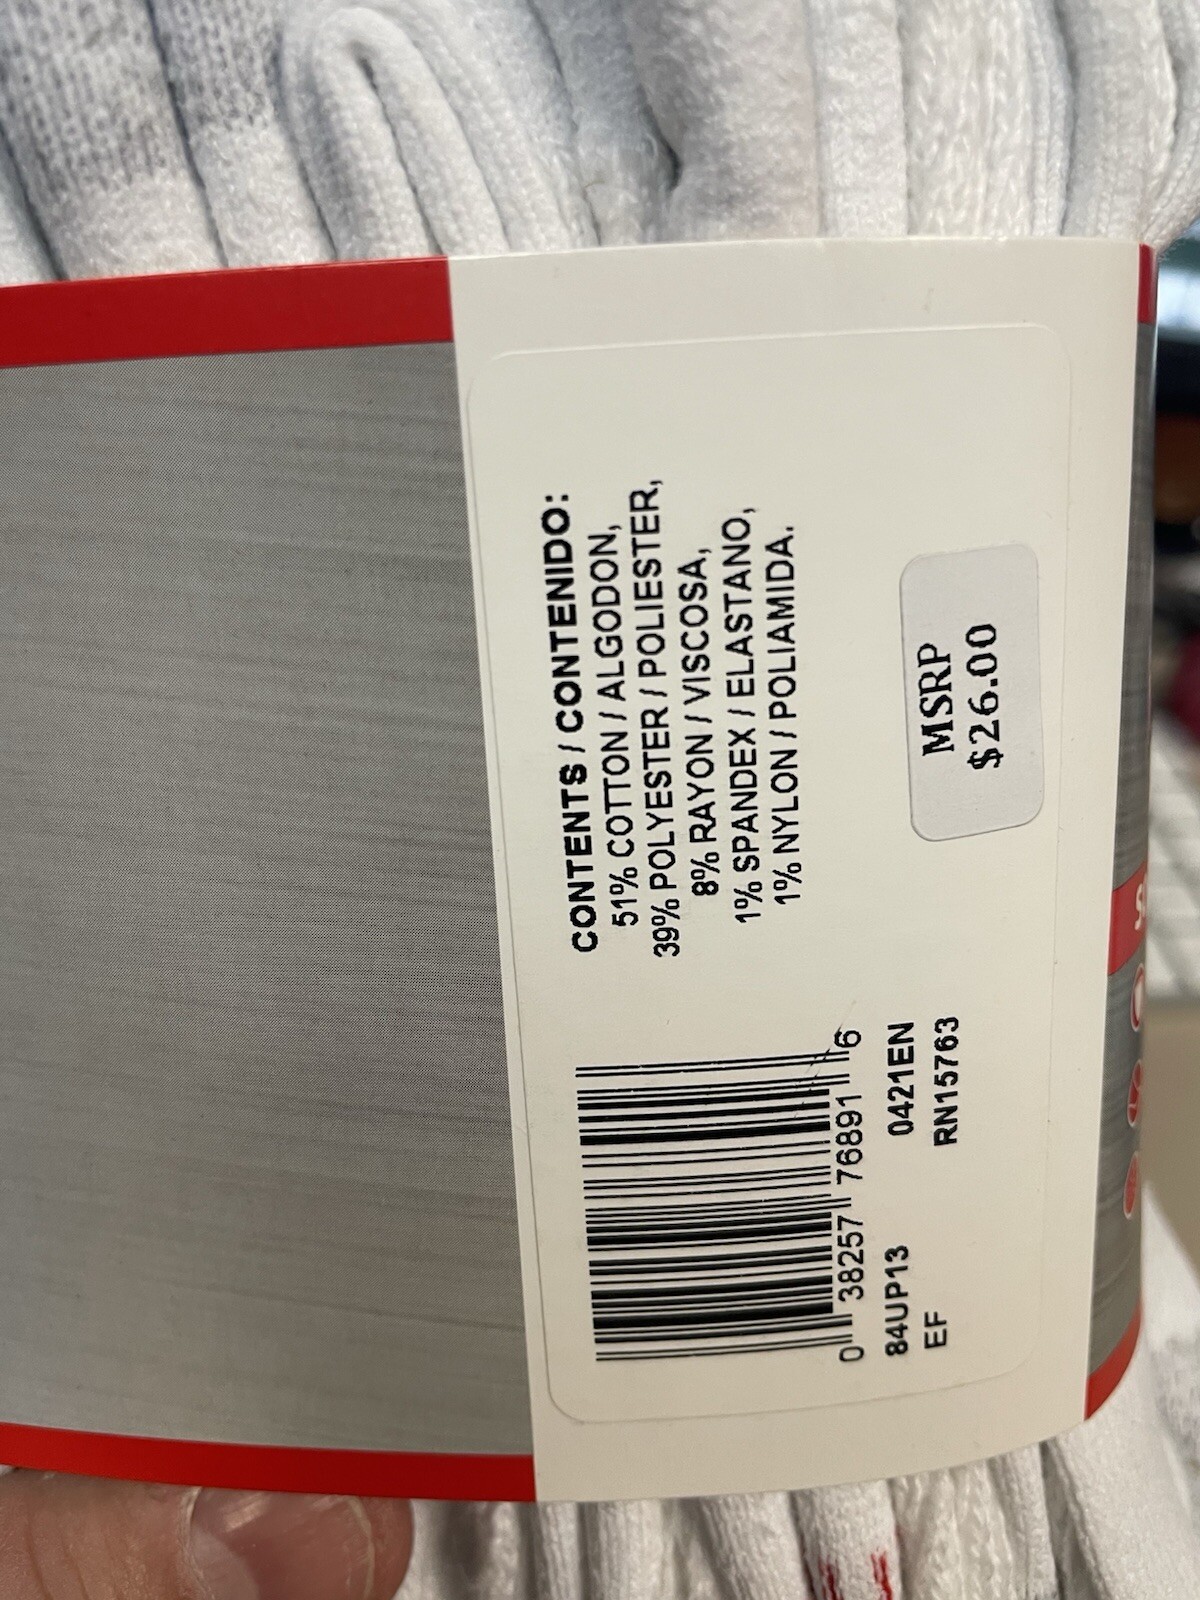 CONTENTS / CONTENIDO:
51% COTTON / ALGODON,
39% POLYESTER / POLIESTER,
8% RAYON / VISCOSA,
1% SPANDEX / ELASTANO,
1% NYLON / POLIAMIDA.
MSRP
$26.00
0 38257 76891 6
84UP13 0421EN
EF RN15763